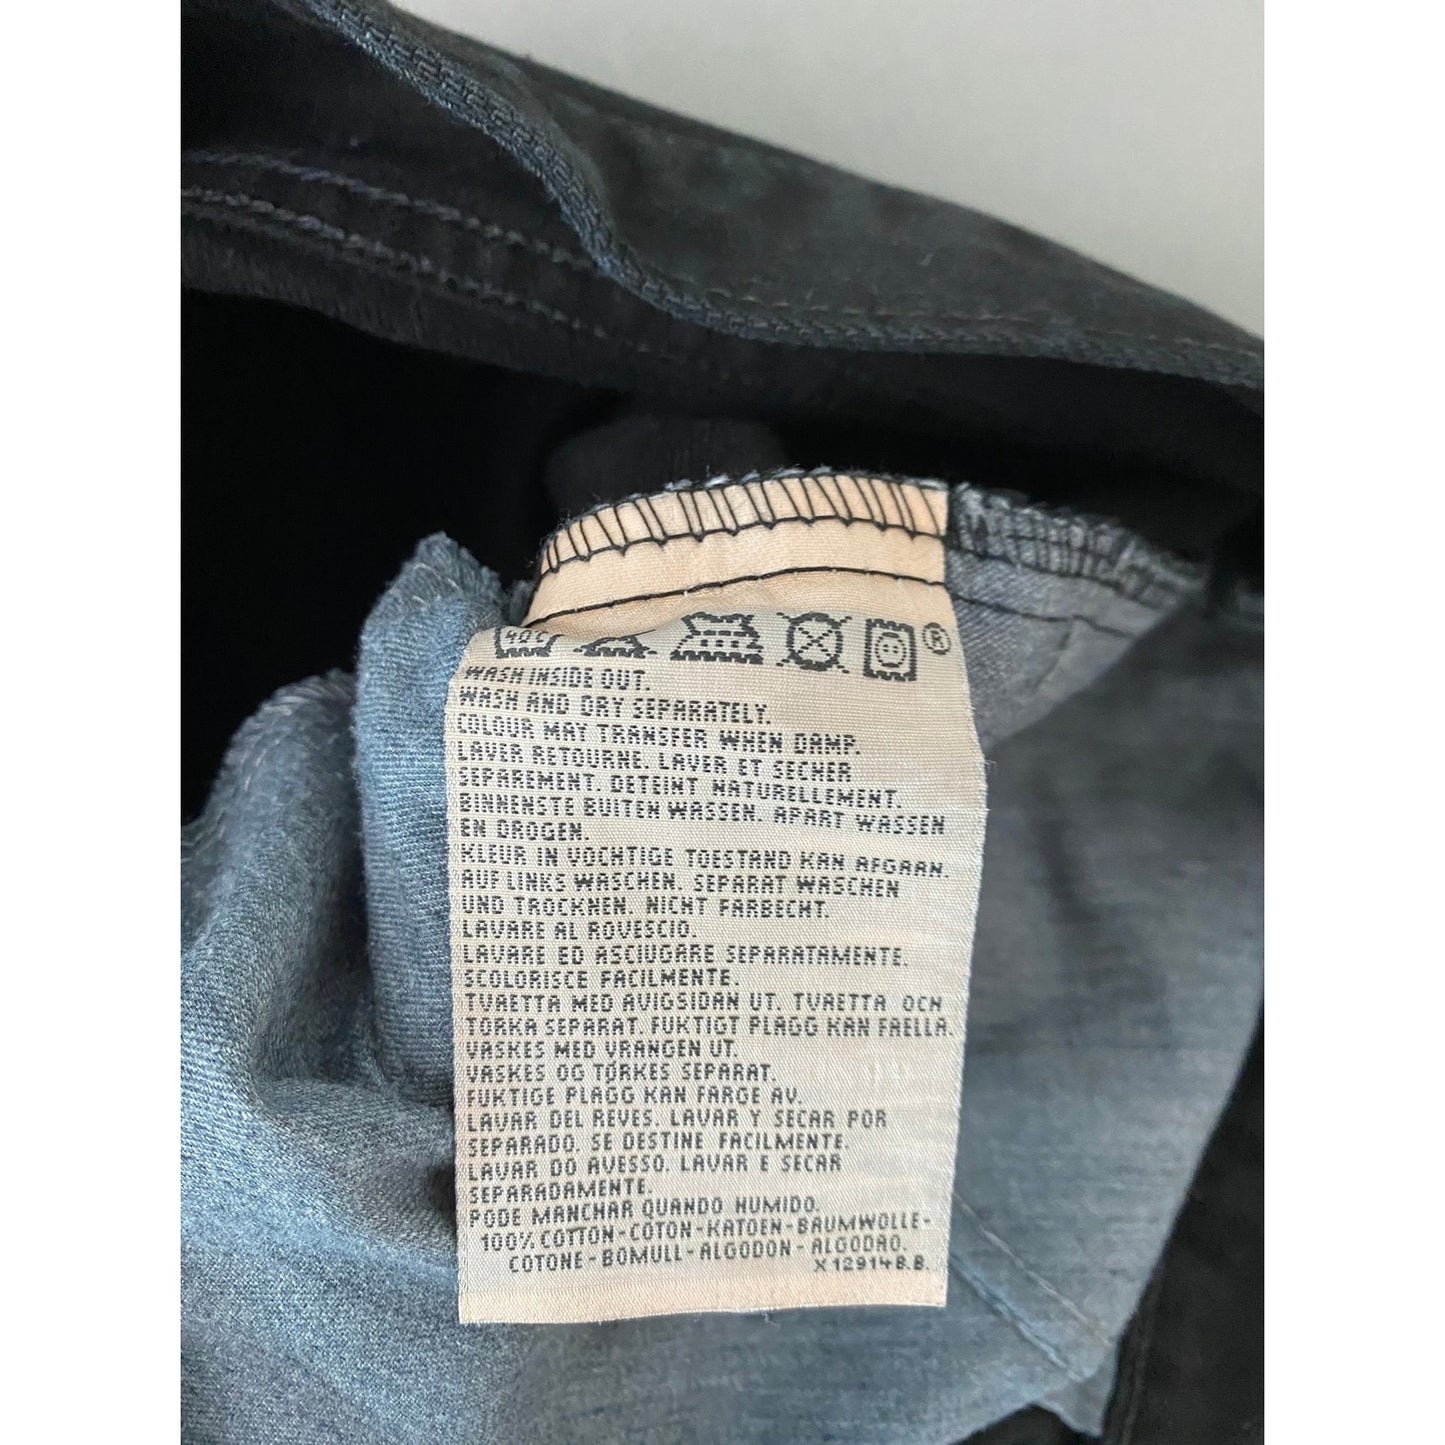 40C ®
WASH INSIDE OUT.
WASH AND DRY SEPARATELY.
COLOUR MAY TRANSFER WHEN DAMP.
LAVER RETOURNE. LAVER ET SECHER
SEPAREMENT. DETEINT NATURELLEMENT.
BINNENSTE BUITEN WASSEN. APART WASSEN
EN DROGEN.
KLEUR IN VOCHTIGE TOESTAND KAN AFGAAN.
AUF LINKS WASCHEN. SEPARAT WASCHEN
UND TROCKNEN. NICHT FARBECHT.
LAVARE AL ROVESCIO.
LAVARE ED ASCIUGARE SEPARATAMENTE.
SCOLORISCE FACILMENTE.
TVAETTA MED AVIGSIDAN UT. TVAETTA OCH
TORKA SEPARAT. FUKTIGT PLAGG KAN FAELLA.
VASKES MED VRANGEN UT.
VASKES OG TØRKES SEPARAT.
FUKTIGE PLAGG KAN FARGE AV.
LAVAR DEL REVES. LAVAR Y SECAR POR
SEPARADO. SE DESTINE FACILMENTE.
LAVAR DO AVESSO. LAVAR E SECAR
SEPARADAMENTE.
PODE MANCHAR QUANDO HUMIDO.
100% COTTON-COTON-KATOEN-BAUMWOLLE-
COTONE-BOMULL-ALGODON-ALGODAO.
X 12914 B.B.